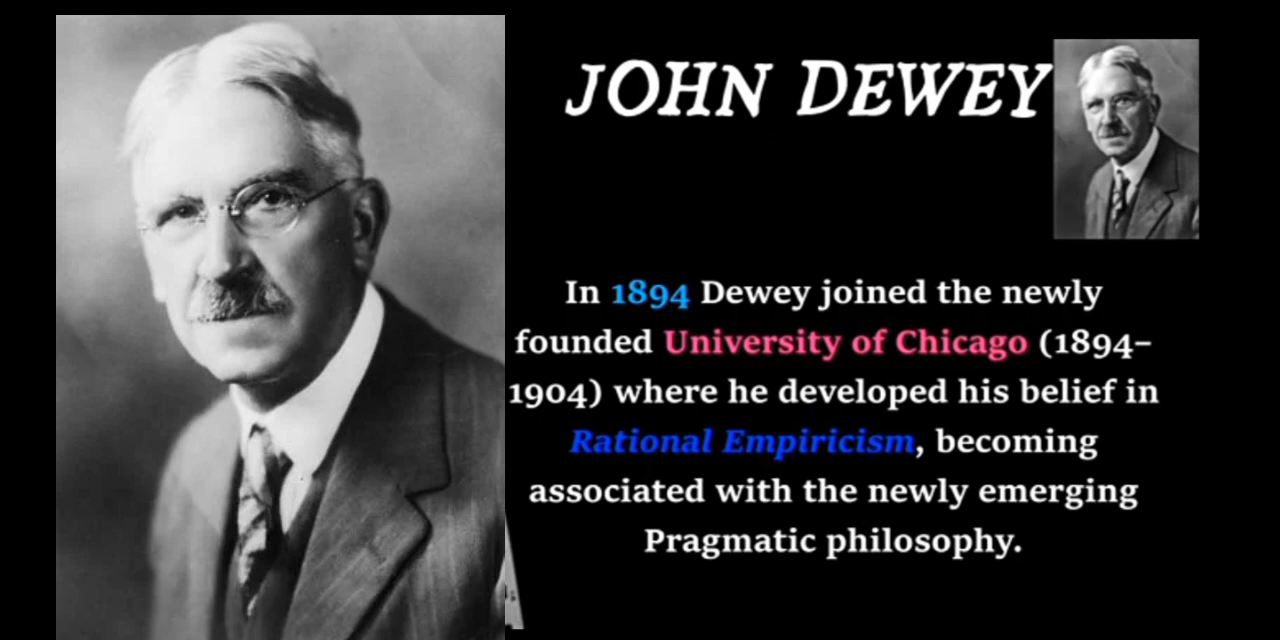 JOHN DEWEY
In 1894 Dewey joined the newly
founded University of Chicago (1894–
1904) where he developed his belief in
Rational Empiricism, becoming
associated with the newly emerging
Pragmatic philosophy.